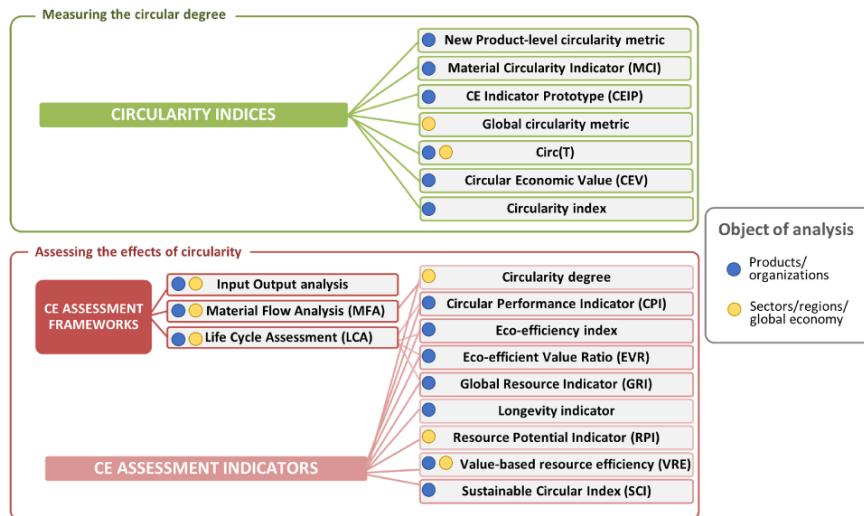 Measuring the circular degree
CIRCULARITY INDICES
New Product-level circularity metric
Material Circularity Indicator (MCI)
CE Indicator Prototype (CEIP)
Global circularity metric
Circ(T)
Circular Economic Value (CEV)
Circularity index
Assessing the effects of circularity
CE ASSESSMENT
FRAMEWORKS
Input Output analysis
Material Flow Analysis (MFA)
Life Cycle Assessment (LCA)
CE ASSESSMENT INDICATORS
Circularity degree
Circular Performance Indicator (CPI)
Eco-efficiency index
Eco-efficient Value Ratio (EVR)
Global Resource Indicator (GRI)
Longevity indicator
Resource Potential Indicator (RPI)
Value-based resource efficiency (VRE)
Sustainable Circular Index (SCI)
Object of analysis
Products/
organizations
Sectors/regions/
global economy